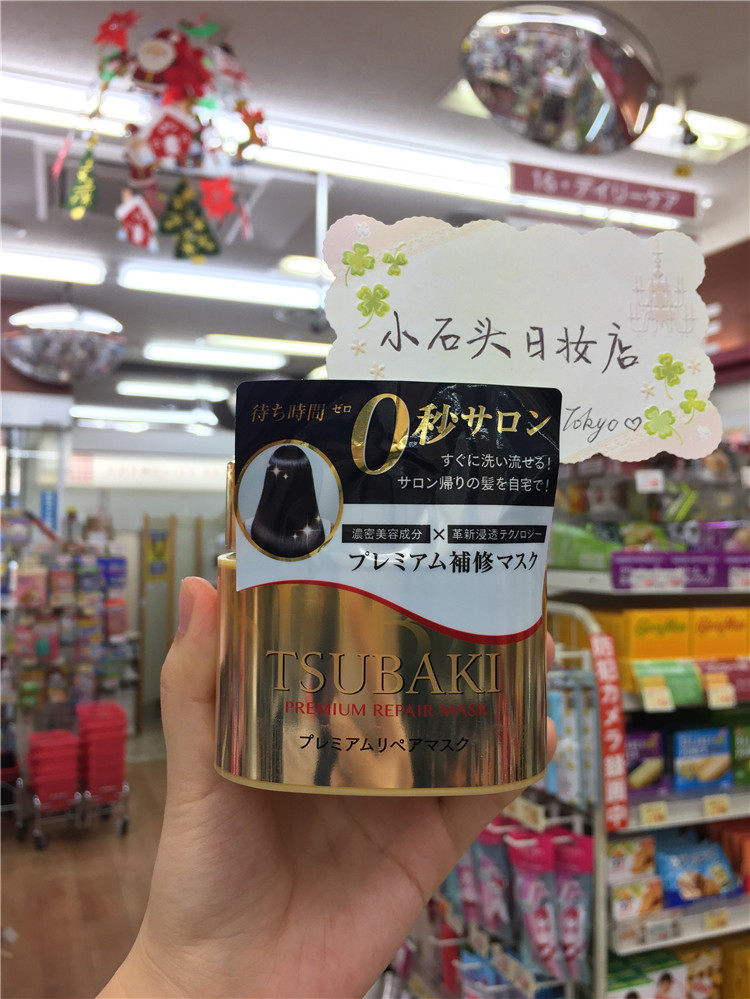 16・デイリーケア
小石头日妆店
Tokyo♡
待ち時間 ゼロ 0秒サロン
すぐに洗い流せる!
サロン帰りの髪を自宅で!
濃密美容成分×革新浸透テクノロジー
プレミアム補修マスク
TSUBAKI
PREMIUM REPAIR MASK
プレミアムリペアマスク
防犯カメラ録画中